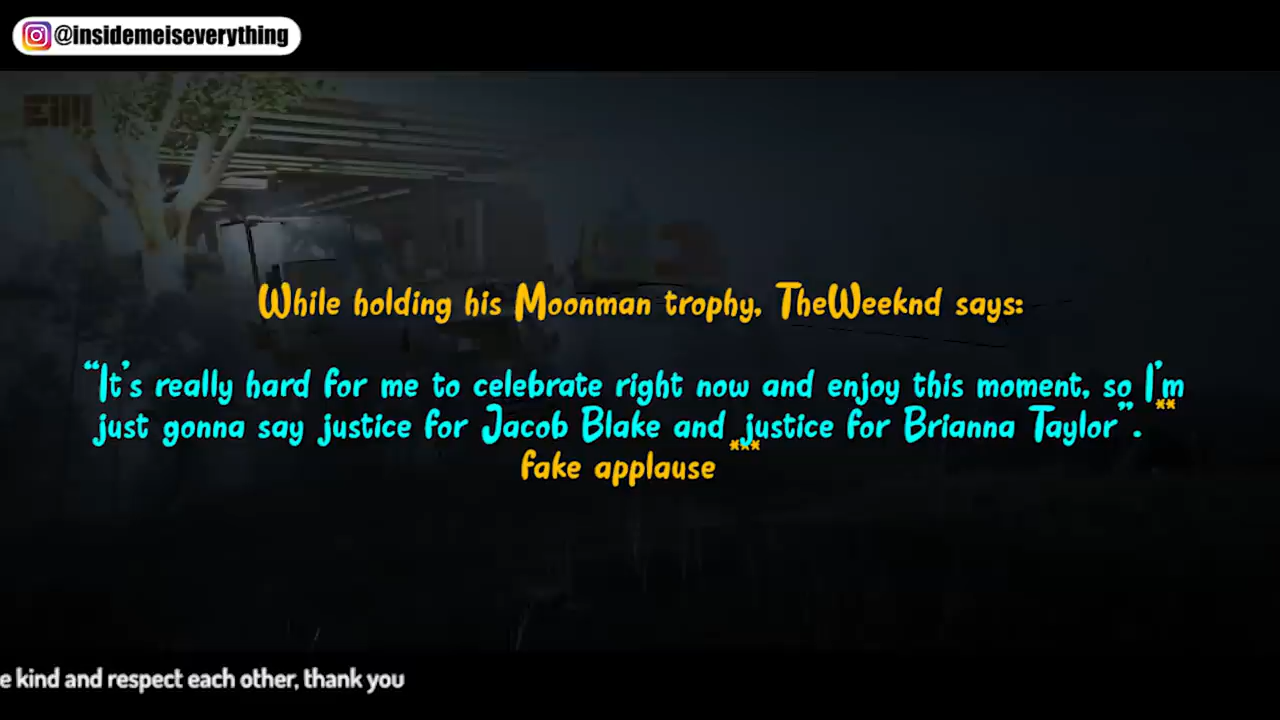 @insidemeiseverything
EIM
While holding his Moonman trophy, TheWeeknd says:
“It's really hard for me to celebrate right now and enjoy this moment, so I'm
**
just gonna say justice for Jacob Blake and justice for Brianna Taylor”.
***
fake applause
e kind and respect each other, thank you